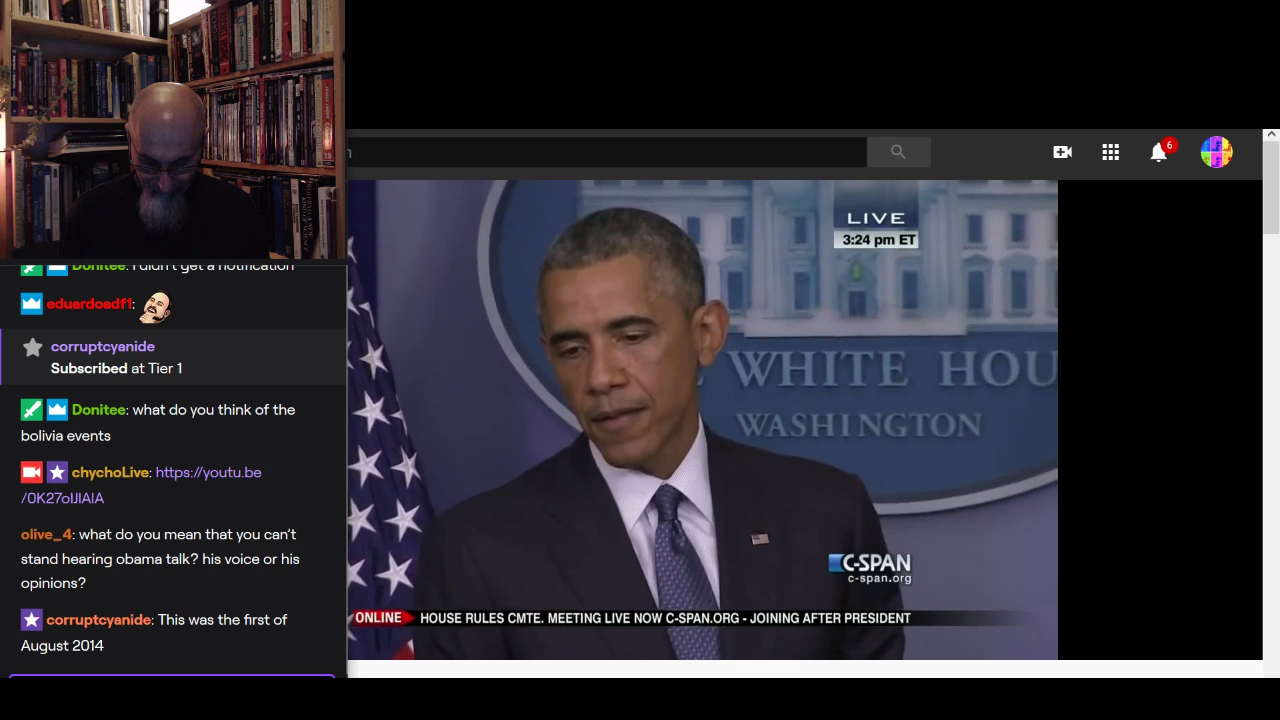 LIVE
3:24 pm ET
6
WHITE HOU
WASHINGTON
C-SPAN
c-span.org
ONLINE HOUSE RULES CMTE. MEETING LIVE NOW C-SPAN.ORG - JOINING AFTER PRESIDENT
Donitee: I didn't get a notification
eduardoadf1:
corruptcyanide
Subscribed at Tier 1
Donitee: what do you think of the
bolivia events
chychoLive: https://youtu.be
/0K27oIJlAlA
olive_4: what do you mean that you can't
stand hearing obama talk? his voice or his
opinions?
corruptcyanide: This was the first of
August 2014